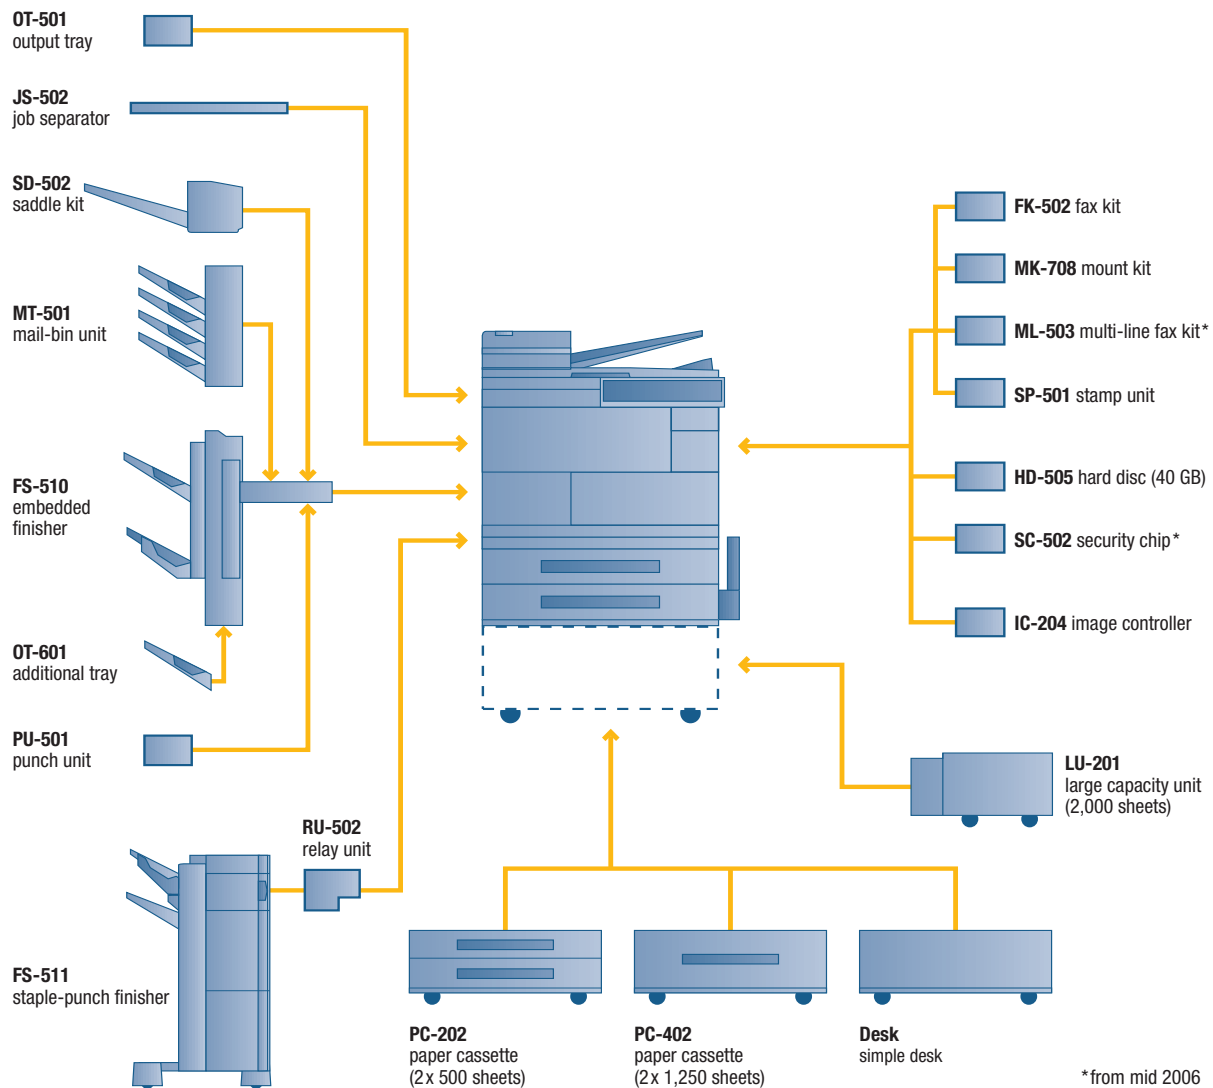 OT-501
output tray
JS-502
job separator
SD-502
saddle kit
MT-501
mail-bin unit
FS-510
embedded
finisher
OT-601
additional tray
PU-501
punch unit
RU-502
relay unit
FS-511
staple-punch finisher
FK-502 fax kit
MK-708 mount kit
ML-503 multi-line fax kit*
SP-501 stamp unit
HD-505 hard disc (40 GB)
SC-502 security chip*
IC-204 image controller
LU-201
large capacity unit
(2,000 sheets)
PC-202
paper cassette
(2x 500 sheets)
PC-402
paper cassette
(2x 1,250 sheets)
Desk
simple desk
*from mid 2006